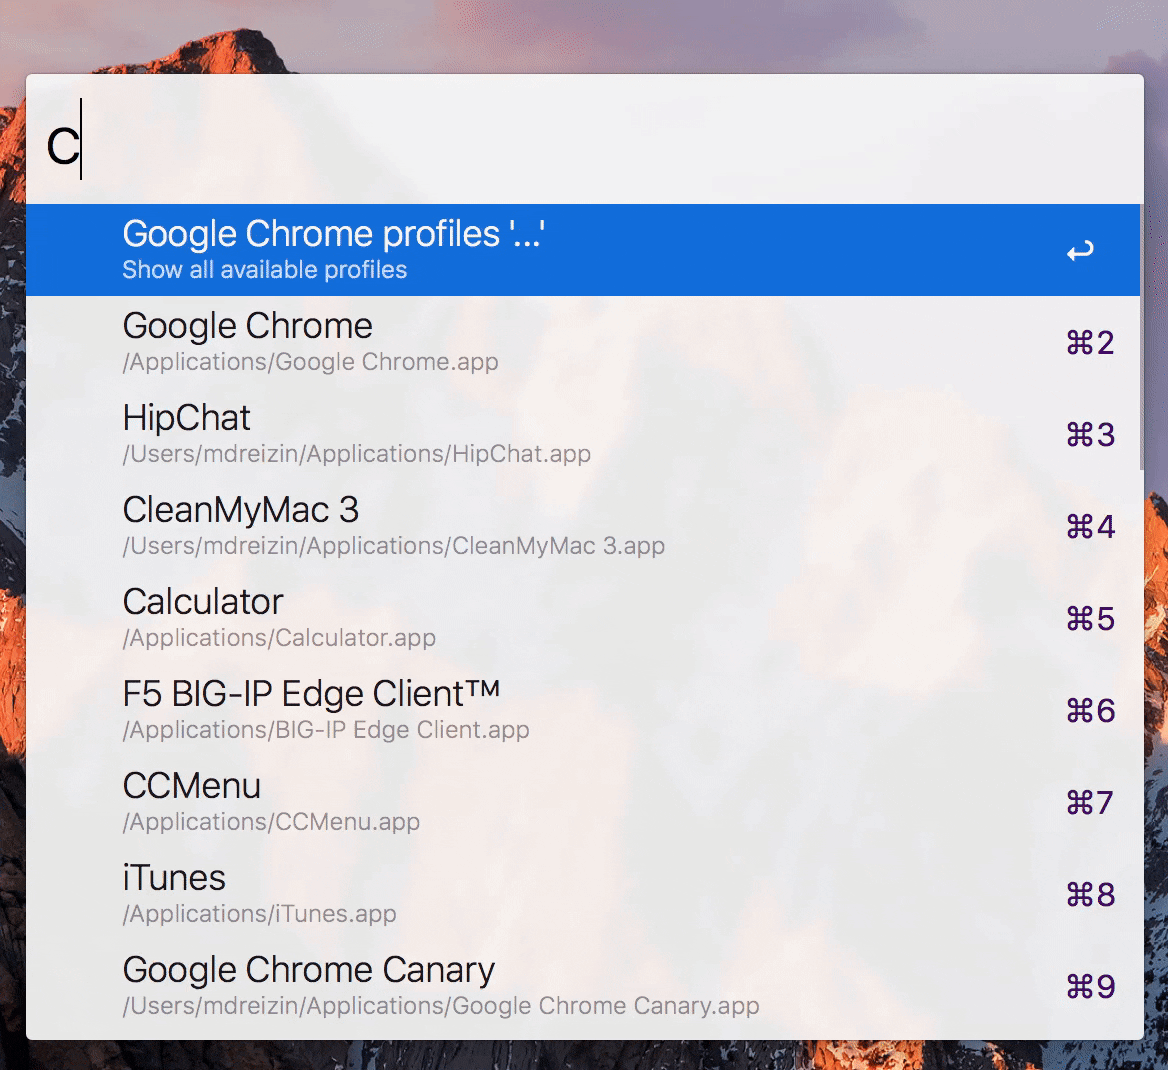 C
Google Chrome profiles '...'
Show all available profiles
Google Chrome
/Applications/Google Chrome.app
⌘2
HipChat
/Users/mdreizin/Applications/HipChat.app
⌘3
CleanMyMac 3
/Users/mdreizin/Applications/CleanMyMac 3.app
⌘4
Calculator
/Applications/Calculator.app
⌘5
F5 BIG-IP Edge Client™
/Applications/BIG-IP Edge Client.app
⌘6
CCMenu
/Applications/CCMenu.app
⌘7
iTunes
/Applications/iTunes.app
⌘8
Google Chrome Canary
/Users/mdreizin/Applications/Google Chrome Canary.app
⌘9